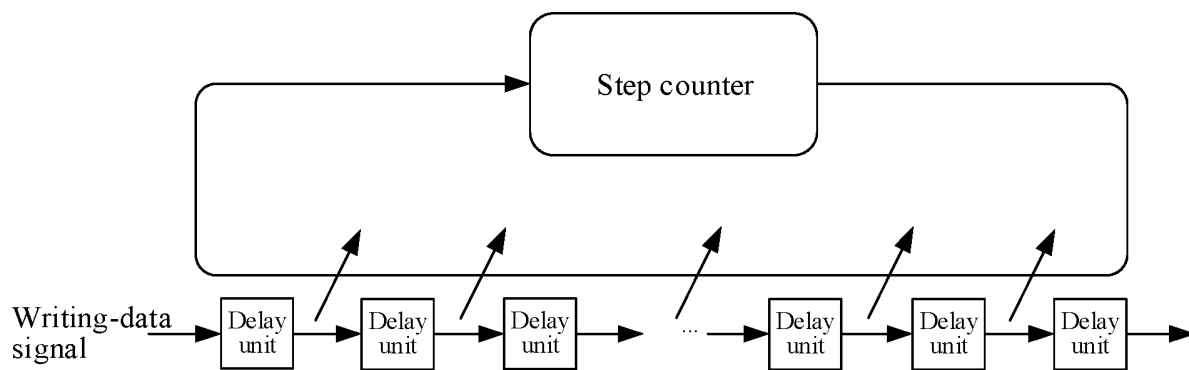 Step counter
Writing-data
signal
Delay
unit
Delay
unit
Delay
unit
...
Delay
unit
Delay
unit
Delay
unit